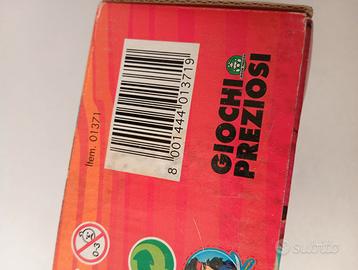 Item. 01371
8 001444 013719
GIOCHI
PREZIOSI
0-3
subito